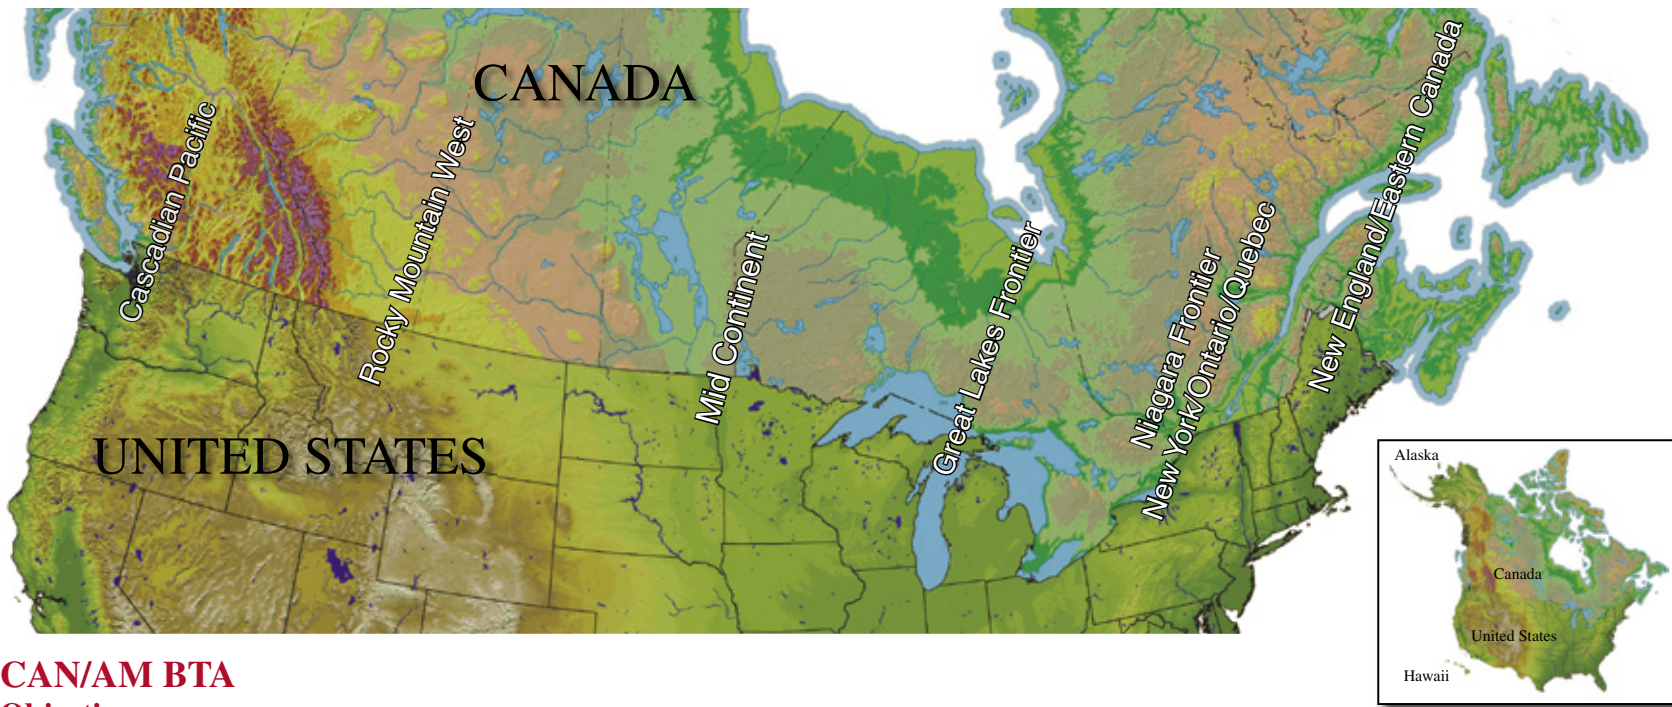 CANADA
Cascadian Pacific
Rocky Mountain West
Mid Continent
Great Lakes Frontier
Niagara Frontier
New York/Ontario/Quebec
New England/Eastern Canada
UNITED STATES
Alaska
Canada
United States
Hawaii
CAN/AM BTA